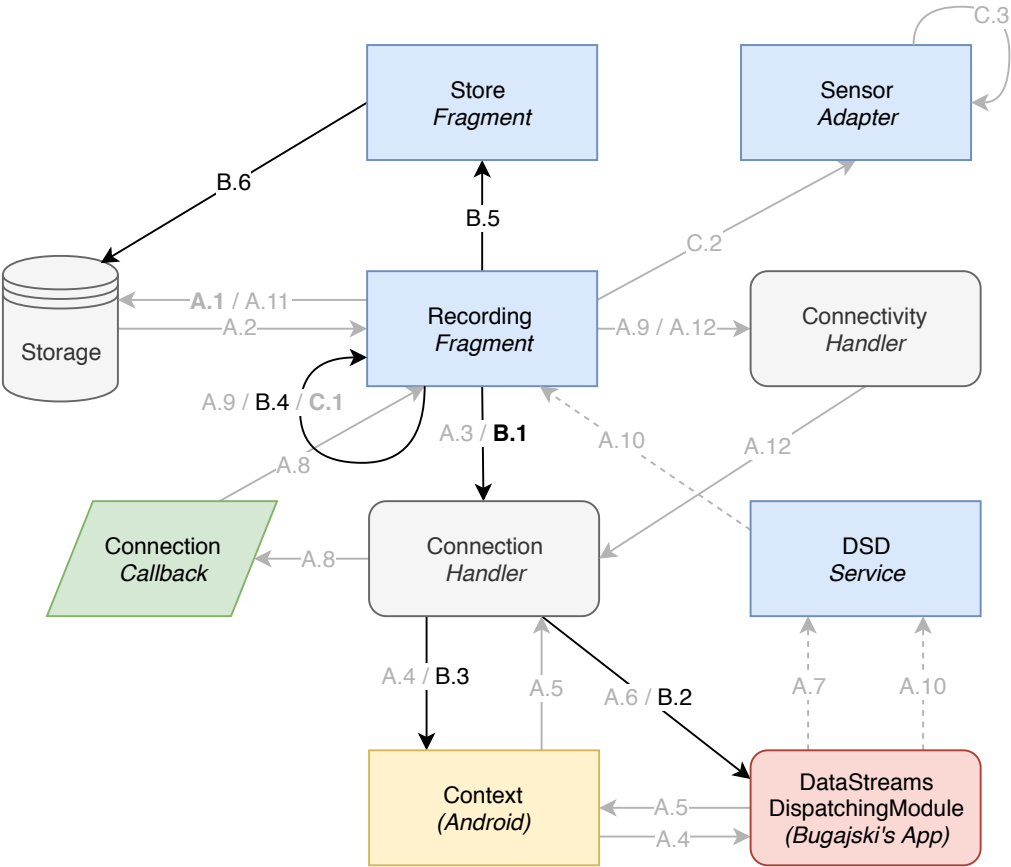 C.3
Store
Fragment
Sensor
Adapter
B.6
B.5
C.2
A.1 / A.11
A.2
Storage
Recording
Fragment
A.9 / A.12
Connectivity
Handler
A.9 / B.4 / C.1
A.3 / B.1
A.10
A.12
A.8
Connection
Callback
A.8
Connection
Handler
DSD
Service
A.4 / B.3
A.5
A.6 / B.2
A.7
A.10
Context
(Android)
A.5
A.4
DataStreams
DispatchingModule
(Bugajski's App)